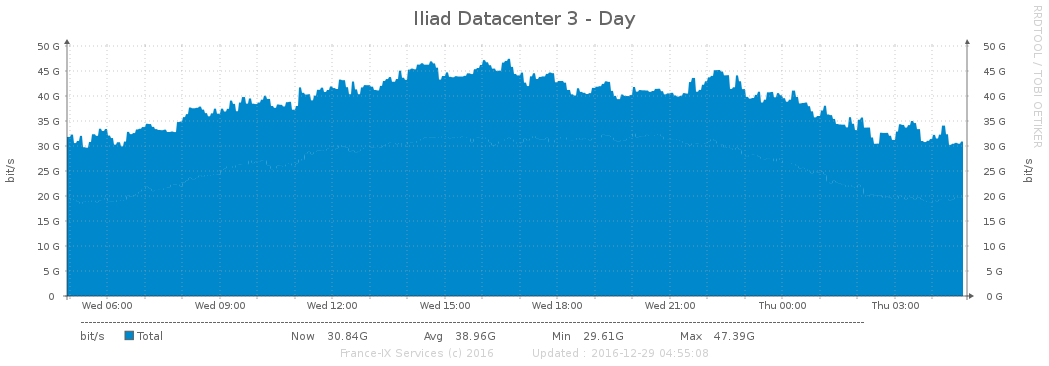 Iliad Datacenter 3 - Day
RRDTOOL / TOBI OETIKER
50 G 50 G
45 G 45 G
40 G 40 G
35 G 35 G
30 G 30 G
25 G 25 G
20 G 20 G
15 G 15 G
10 G 10 G
5 G 5 G
0 0 G
bit/s bit/s
Wed 06:00 Wed 09:00 Wed 12:00 Wed 15:00 Wed 18:00 Wed 21:00 Thu 00:00 Thu 03:00
bit/s Total Now 30.84G Avg 38.96G Min 29.61G Max 47.39G
France-IX Services (c) 2016 Updated : 2016-12-29 04:55:08